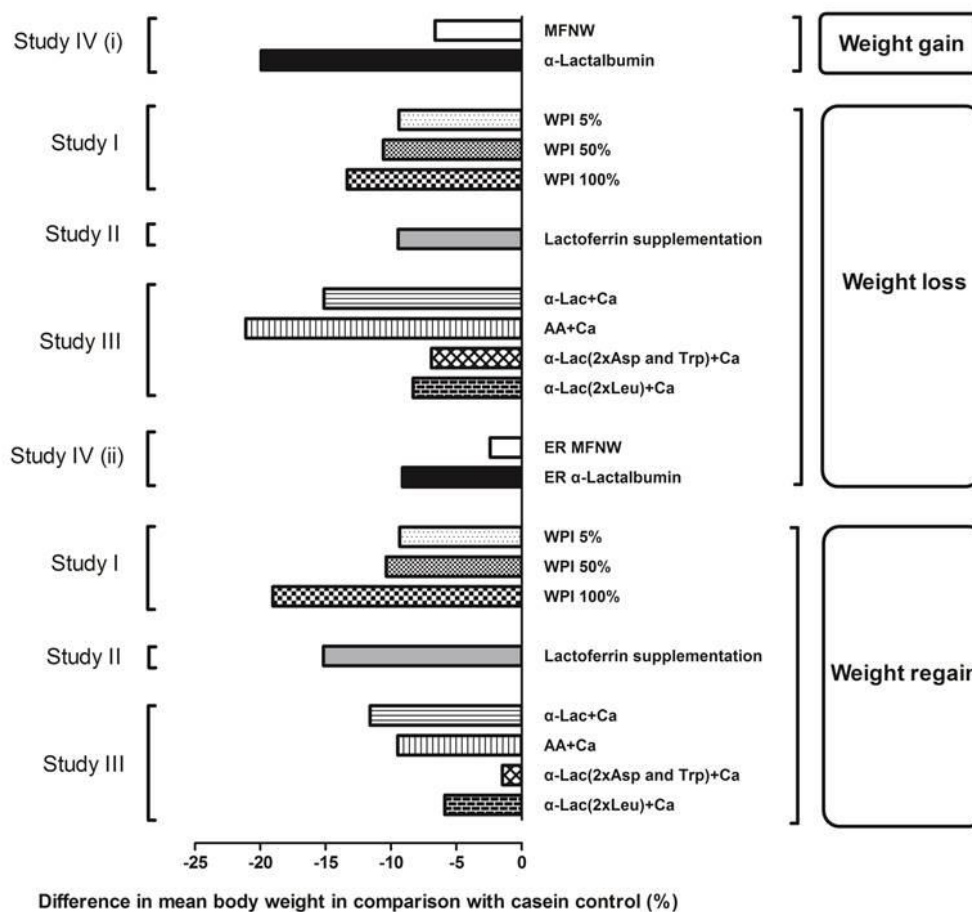 Study IV (i)
MFNW
α-Lactalbumin
Weight gain
Study I
WPI 5%
WPI 50%
WPI 100%
Study II
Lactoferrin supplementation
Weight loss
Study III
α-Lac+Ca
AA+Ca
α-Lac(2xAsp and Trp)+Ca
α-Lac(2xLeu)+Ca
Study IV (ii)
ER MFNW
ER α-Lactalbumin
Study I
WPI 5%
WPI 50%
WPI 100%
Study II
Lactoferrin supplementation
Weight regain
Study III
α-Lac+Ca
AA+Ca
α-Lac(2xAsp and Trp)+Ca
α-Lac(2xLeu)+Ca
-25 -20 -15 -10 -5 0
Difference in mean body weight in comparison with casein control (%)